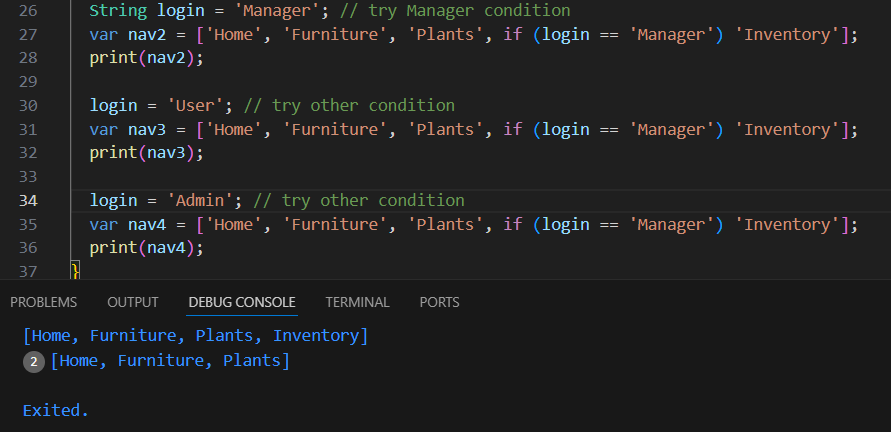 26 String login = 'Manager'; // try Manager condition
27 var nav2 = ['Home', 'Furniture', 'Plants', if (login == 'Manager') 'Inventory'];
28 print(nav2);
29
30 login = 'User'; // try other condition
31 var nav3 = ['Home', 'Furniture', 'Plants', if (login == 'Manager') 'Inventory'];
32 print(nav3);
33
34 login = 'Admin'; // try other condition
35 var nav4 = ['Home', 'Furniture', 'Plants', if (login == 'Manager') 'Inventory'];
36 print(nav4);
37 }
PROBLEMS OUTPUT DEBUG CONSOLE TERMINAL PORTS
[Home, Furniture, Plants, Inventory]
2 [Home, Furniture, Plants]
Exited.